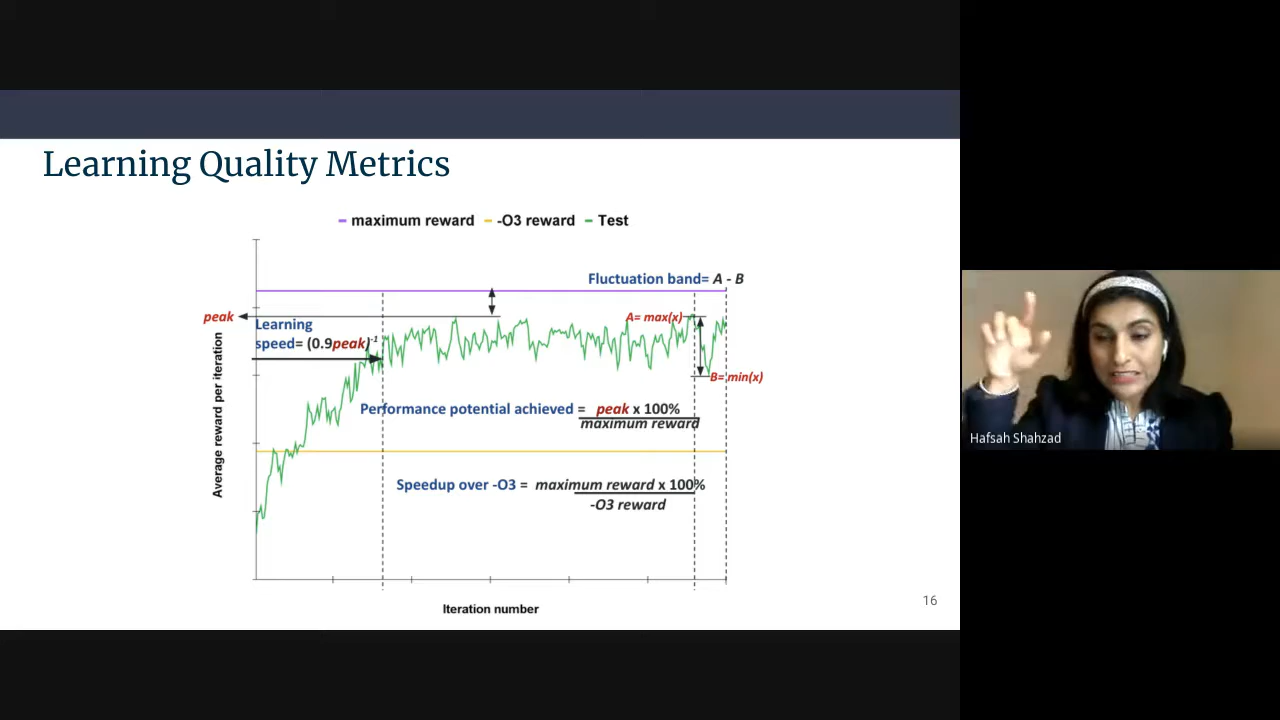 Learning Quality Metrics
maximum reward -O3 reward Test
Fluctuation band= A - B
peak
A= max(x)
Learning
speed= (0.9peak)-1
B= min(x)
Performance potential achieved = peak x 100%
maximum reward
Speedup over -O3 = maximum reward x 100%
-O3 reward
Average reward per iteration
Iteration number
16
Hafsah Shahzad